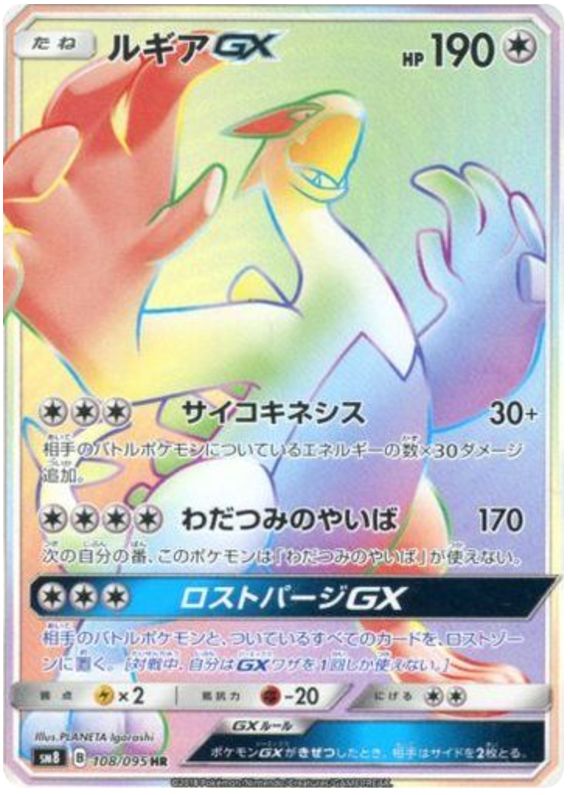 たね ルギアGX HP 190
サイコキネシス 30+
相手のバトルポケモンについているエネルギーの数×30ダメージ
追加。
わだつみのやいば 170
次の自分の番、このポケモンは「わだつみのやいば」が使えない。
ロストパージGX
相手のバトルポケモンと、ついているすべてのカードを、ロストゾー
ンに置く。[対戦中、自分はGXワザを1回しか使えない。]
弱点 ×2 抵抗力 -20 にげる
GXルール
Illus.PLANETA Igarashi
ポケモンGXがきぜつしたとき、相手はサイドを2枚とる。
SM8 B 108/095 HR
©2018 Pokémon/Nintendo/Creatures/GAME FREAK.